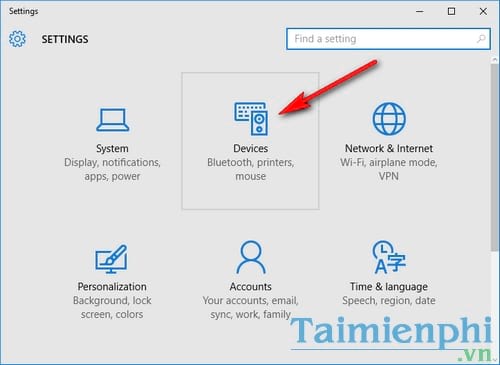 Settings
SETTINGS
Find a setting
System
Display, notifications,
apps, power
Devices
Bluetooth, printers,
mouse
Network & Internet
Wi-Fi, airplane mode,
VPN
Personalization
Background, lock
screen, colors
Accounts
Your accounts, email,
sync, work, family
Time & language
Speech, region, date
A字
Taimienphi
.vn